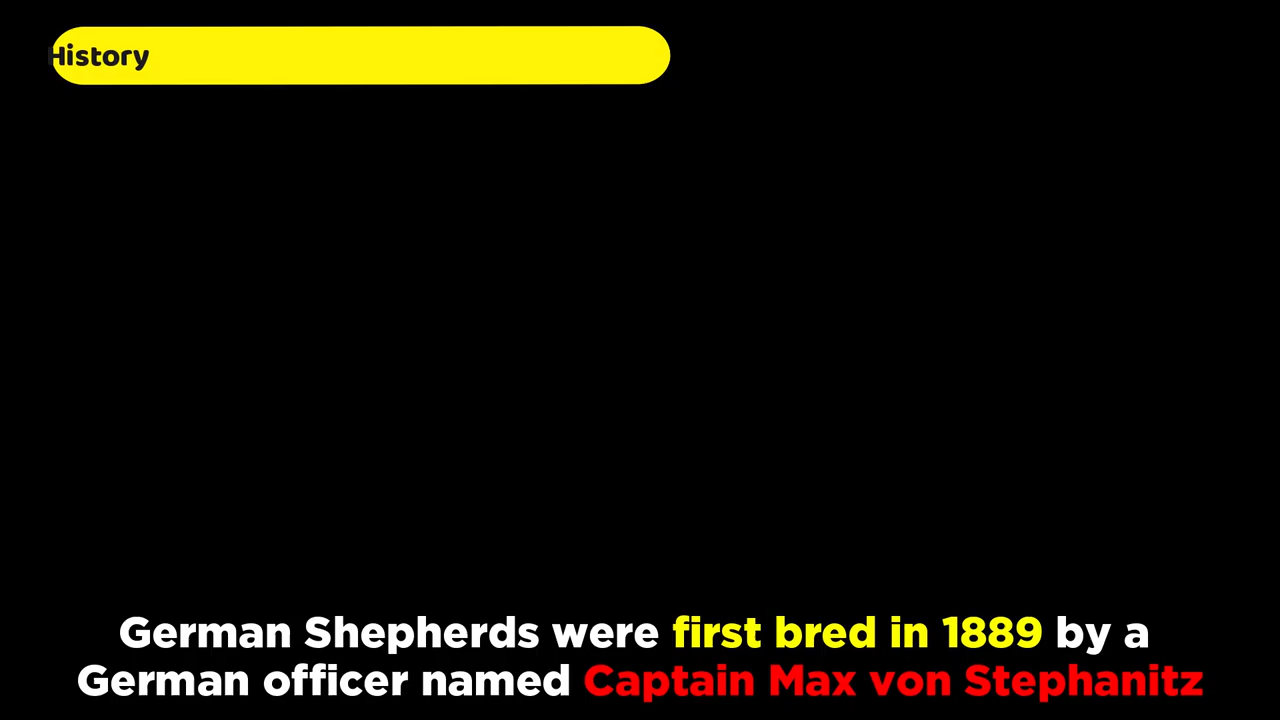 History
German Shepherds were first bred in 1889 by a
German officer named Captain Max von Stephanitz